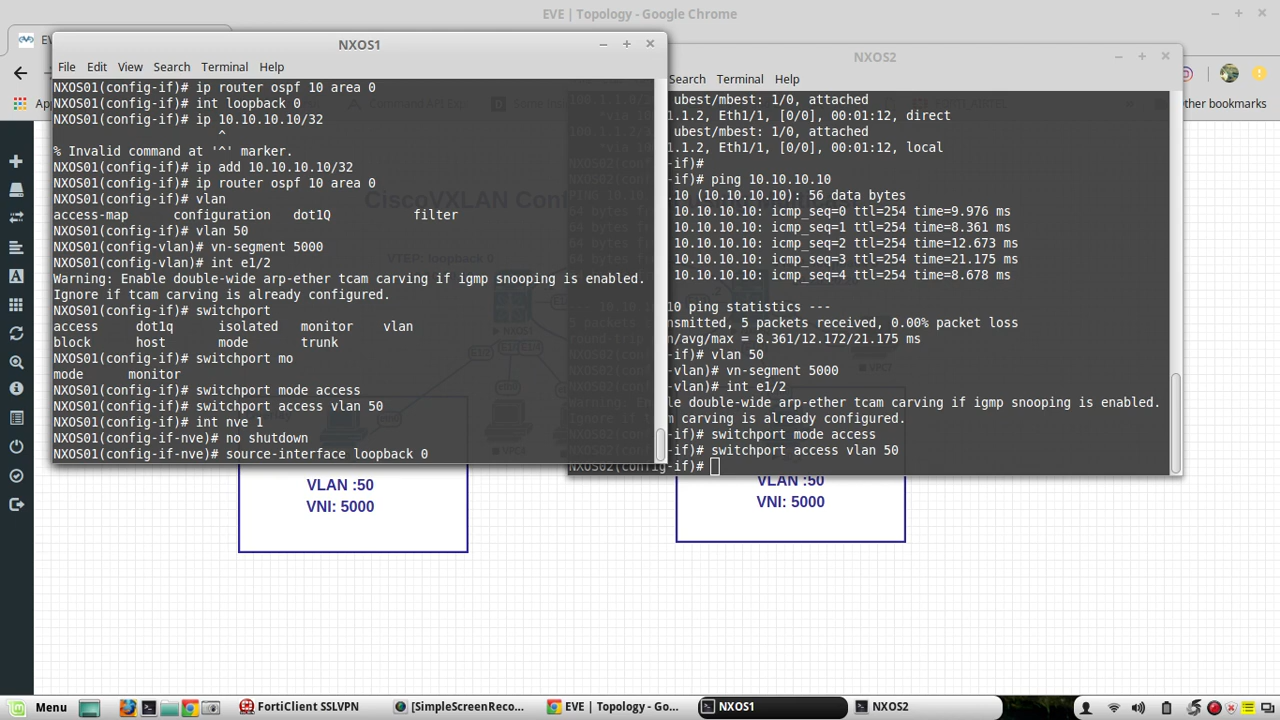 EVE | Topology - Google Chrome
NXOS1
File Edit View Search Terminal Help
NXOS01(config-if)# ip router ospf 10 area 0
NXOS01(config-if)# int loopback 0
NXOS01(config-if)# ip 10.10.10.10/32
^
% Invalid command at '^' marker.
NXOS01(config-if)# ip add 10.10.10.10/32
NXOS01(config-if)# ip router ospf 10 area 0
NXOS01(config-if)# vlan
access-map configuration dot1Q filter
NXOS01(config-if)# vlan 50
NXOS01(config-vlan)# vn-segment 5000
NXOS01(config-vlan)# int e1/2
Warning: Enable double-wide arp-ether tcam carving if igmp snooping is enabled.
Ignore if tcam carving is already configured.
NXOS01(config-if)# switchport
access dot1q isolated monitor vlan
block host mode trunk
NXOS01(config-if)# switchport mo
mode monitor
NXOS01(config-if)# switchport mode access
NXOS01(config-if)# switchport access vlan 50
NXOS01(config-if)# int nve 1
NXOS01(config-if-nve)# no shutdown
NXOS01(config-if-nve)# source-interface loopback 0
NXOS2
Search Terminal Help
ubest/mbest: 1/0, attached
1.1.2, Eth1/1, [0/0], 00:01:12, direct
ubest/mbest: 1/0, attached
1.1.2, Eth1/1, [0/0], 00:01:12, local
-if)#
-if)# ping 10.10.10.10
10.10 (10.10.10.10): 56 data bytes
10.10.10.10: icmp_seq=0 ttl=254 time=9.976 ms
10.10.10.10: icmp_seq=1 ttl=254 time=8.361 ms
10.10.10.10: icmp_seq=2 ttl=254 time=12.673 ms
10.10.10.10: icmp_seq=3 ttl=254 time=21.175 ms
10.10.10.10: icmp_seq=4 ttl=254 time=8.678 ms
10 ping statistics ---
nsmitted, 5 packets received, 0.00% packet loss
n/avg/max = 8.361/12.172/21.175 ms
-if)# vlan 50
-vlan)# vn-segment 5000
-vlan)# int e1/2
le double-wide arp-ether tcam carving if igmp snooping is enabled.
m carving is already configured.
-if)# switchport mode access
-if)# switchport access vlan 50
NXOS02(config-if)#
ther bookmarks
CiscoVXLAN Conf
VTEP: loopback 0
NXOS1
VPC7
VLAN :50
VNI: 5000
VLAN :50
VNI: 5000
Menu
FortiClient SSLVPN
[SimpleScreenReco...
EVE | Topology - Go...
NXOS1
NXOS2